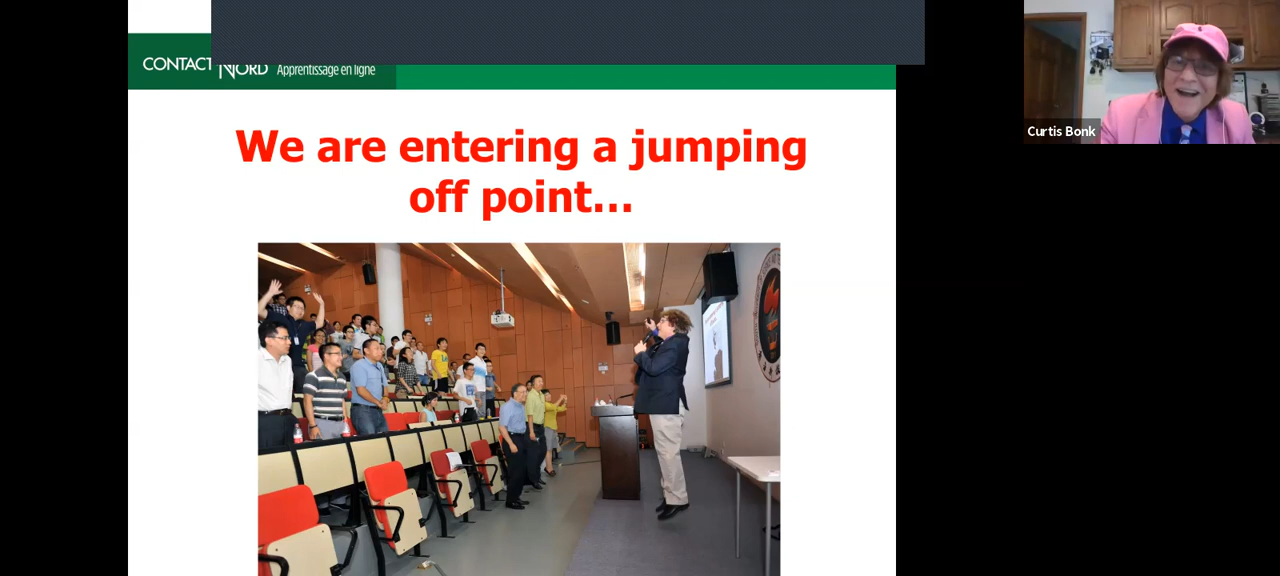 CONTACT NORD Apprentissage en ligne
We are entering a jumping
off point...
Curtis Bonk